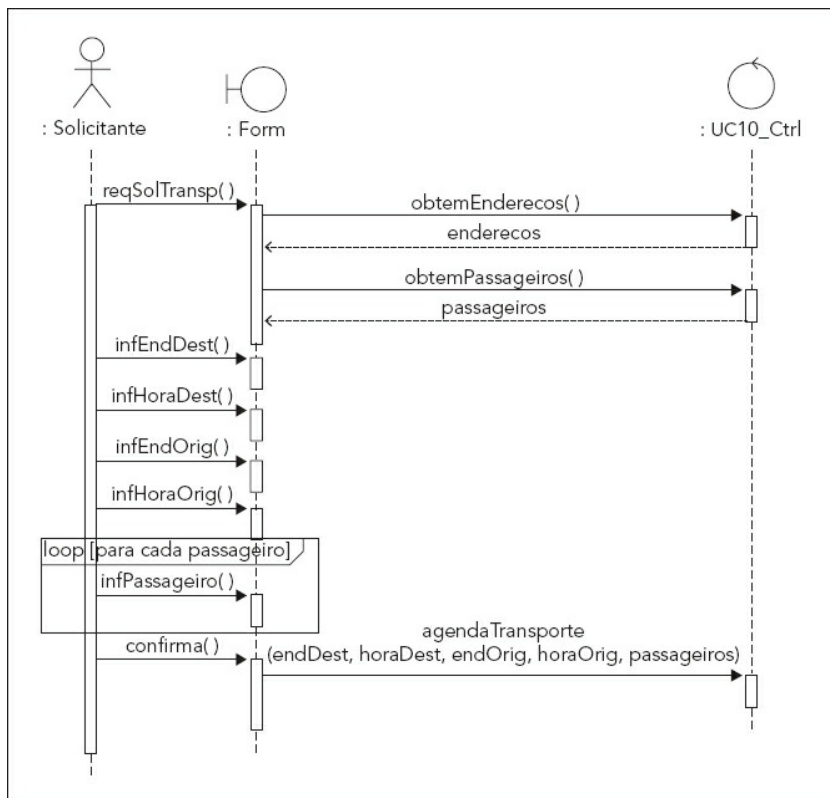 : Solicitante
: Form
: UC10_Ctrl
reqSolTransp( )
obtemEnderecos( )
enderecos
obtemPassageiros( )
passageiros
infEndDest( )
infHoraDest( )
infEndOrig( )
infHoraOrig( )
loop [para cada passageiro]
infPassageiro( )
confirma( )
agendaTransporte
(endDest, horaDest, endOrig, horaOrig, passageiros)